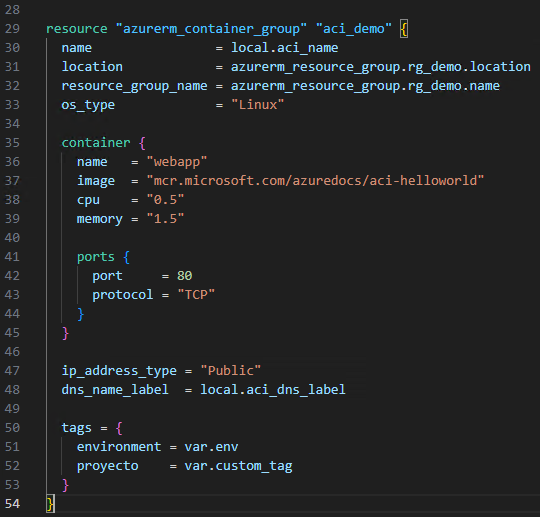 28
29 resource "azurerm_container_group" "aci_demo" {
30   name                = local.aci_name
31   location            = azurerm_resource_group.rg_demo.location
32   resource_group_name = azurerm_resource_group.rg_demo.name
33   os_type             = "Linux"
34
35   container {
36     name   = "webapp"
37     image  = "mcr.microsoft.com/azuredocs/aci-helloworld"
38     cpu    = "0.5"
39     memory = "1.5"
40
41     ports {
42       port     = 80
43       protocol = "TCP"
44     }
45   }
46
47   ip_address_type = "Public"
48   dns_name_label  = local.aci_dns_label
49
50   tags = {
51     environment = var.env
52     proyecto    = var.custom_tag
53   }
54 }